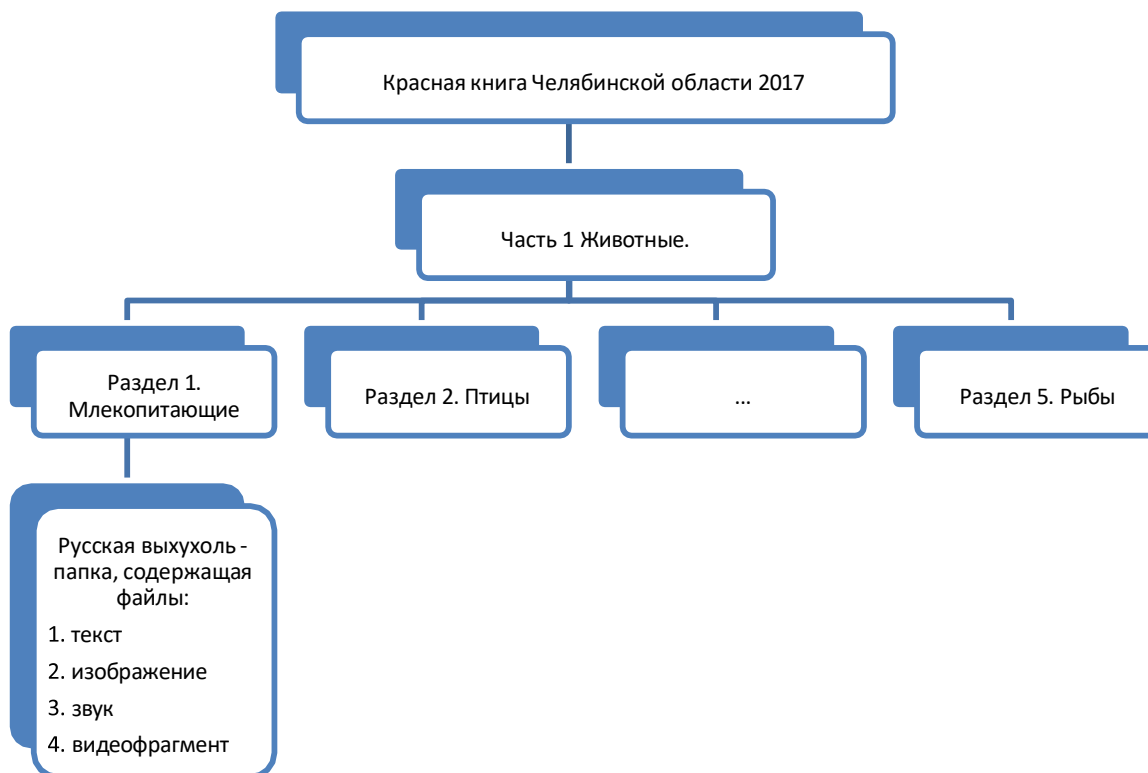 Красная книга Челябинской области 2017
Часть 1 Животные.
Раздел 1.
Млекопитающие
Раздел 2. Птицы
...
Раздел 5. Рыбы
Русская выхухоль -
папка, содержащая
файлы:
1. текст
2. изображение
3. звук
4. видеофрагмент